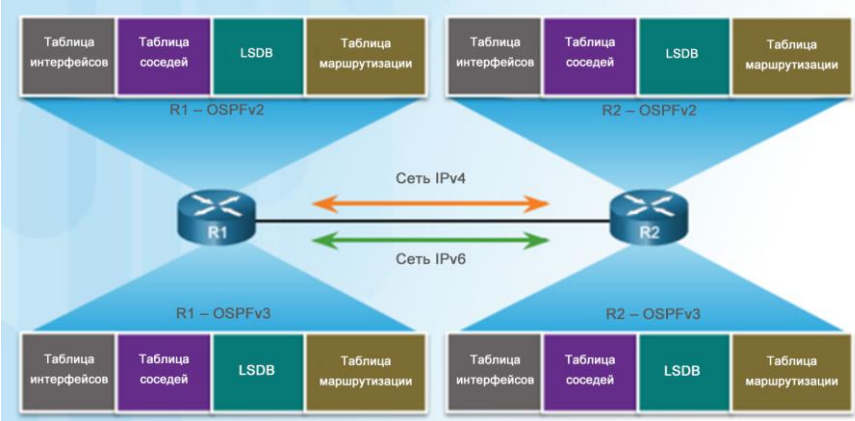 Таблица интерфейсов
Таблица соседей
LSDB
Таблица маршрутизации
Таблица интерфейсов
Таблица соседей
LSDB
Таблица маршрутизации
R1 – OSPFv2
R2 – OSPFv2
Сеть IPv4
R1
R2
Сеть IPv6
R1 – OSPFv3
R2 – OSPFv3
Таблица интерфейсов
Таблица соседей
LSDB
Таблица маршрутизации
Таблица интерфейсов
Таблица соседей
LSDB
Таблица маршрутизации